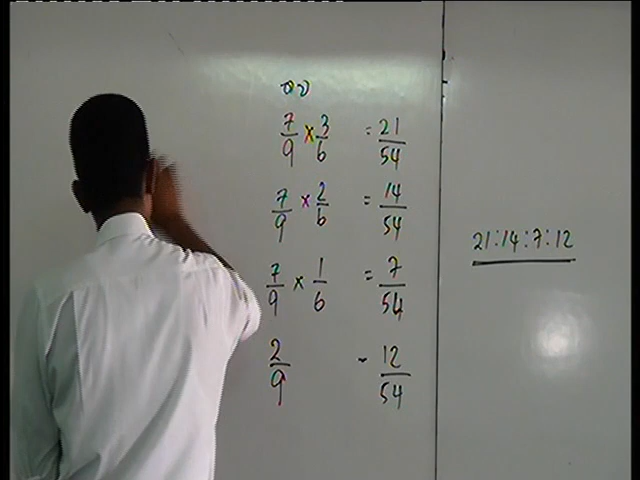 7/9 × 3/6 = 21/54
7/9 × 2/6 = 14/54
7/9 × 1/6 = 7/54
2/9 - 12/54
21:14:7:12